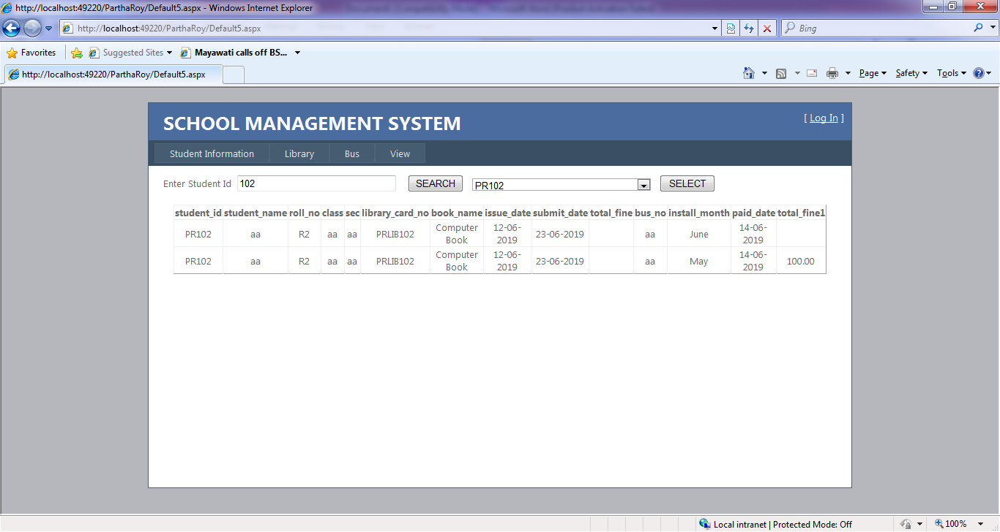 http://localhost:49220/ParthaRoy/Default5.aspx - Windows Internet Explorer
http://localhost:49220/ParthaRoy/Default5.aspx Bing
Favorites Suggested Sites Mayawati calls off BS...
http://localhost:49220/ParthaRoy/Default5.aspx Page Safety Tools
SCHOOL MANAGEMENT SYSTEM [ Log In ]
Student Information Library Bus View
Enter Student Id 102 SEARCH PR102 SELECT
student_id student_name roll_no class sec library_card_no book_name issue_date submit_date total_fine bus_no install_month paid_date total_fine1
PR102 aa R2 aa aa PRLIB102 Computer Book 12-06-2019 23-06-2019 aa June 14-06-2019
PR102 aa R2 aa aa PRLIB102 Computer Book 12-06-2019 23-06-2019 aa May 14-06-2019 100.00
Local intranet | Protected Mode: Off 100%